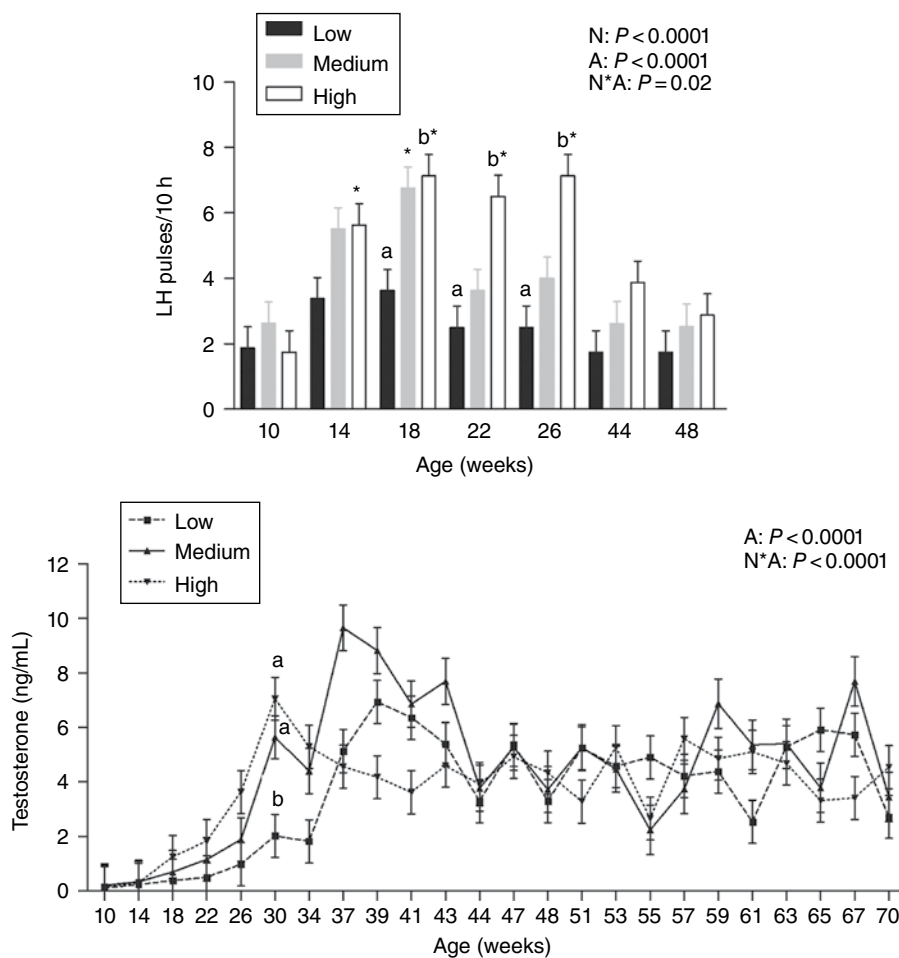 Low
Medium
High
N: P < 0.0001
A: P < 0.0001
N*A: P = 0.02
10
8
6
4
2
0
LH pulses/10 h
*
*
b*
b*
b*
a
a
a
10 14 18 22 26 44 48
Age (weeks)
Low
Medium
High
A: P < 0.0001
N*A: P < 0.0001
12
10
8
6
4
2
0
Testosterone (ng/mL)
a
a
b
10 14 18 22 26 30 34 37 39 41 43 44 47 48 51 53 55 57 59 61 63 65 67 70
Age (weeks)